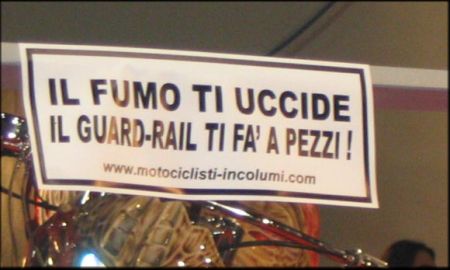 IL FUMO TI UCCIDE
IL GUARD-RAIL TI FA' A PEZZI !
www.motociclisti-incolumi.com